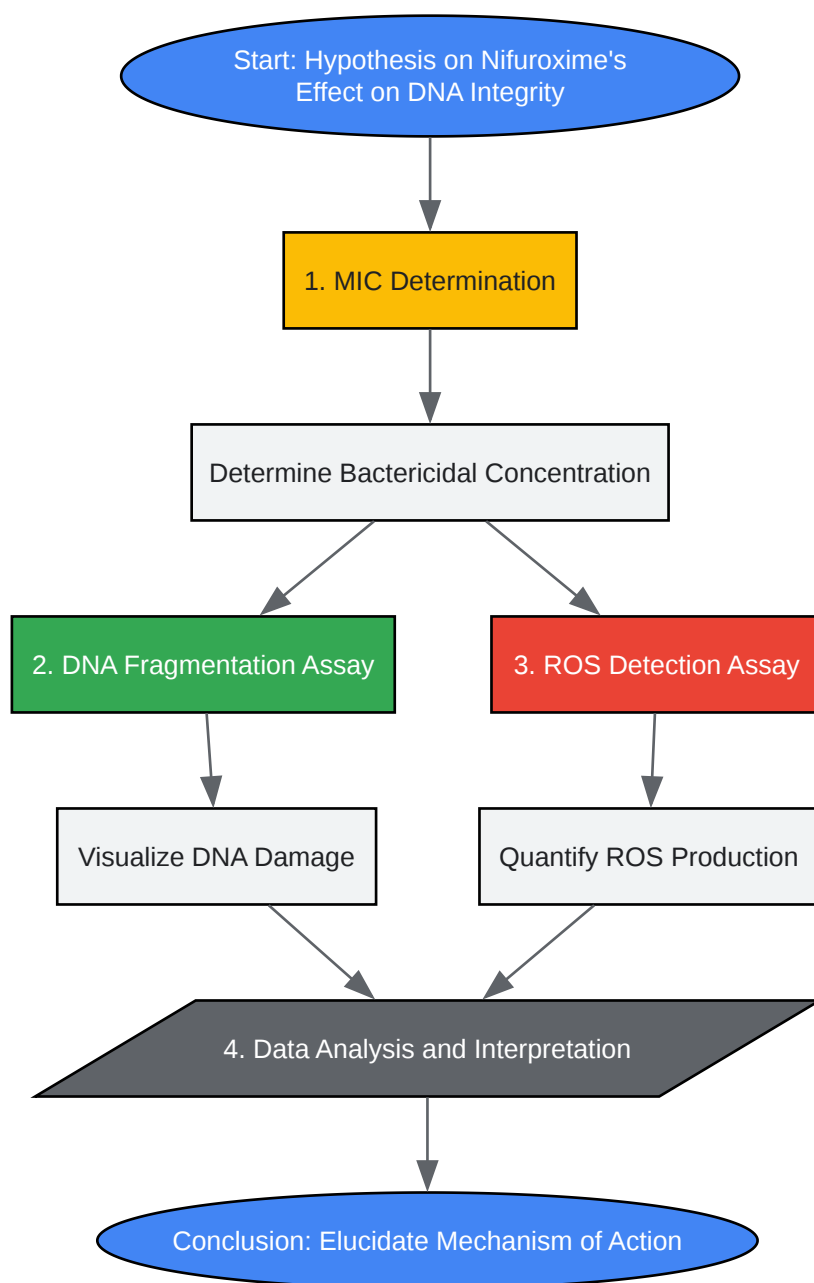 Start: Hypothesis on Nifuroxime's
Effect on DNA Integrity
1. MIC Determination
Determine Bactericidal Concentration
2. DNA Fragmentation Assay
3. ROS Detection Assay
Visualize DNA Damage
Quantify ROS Production
4. Data Analysis and Interpretation
Conclusion: Elucidate Mechanism of Action